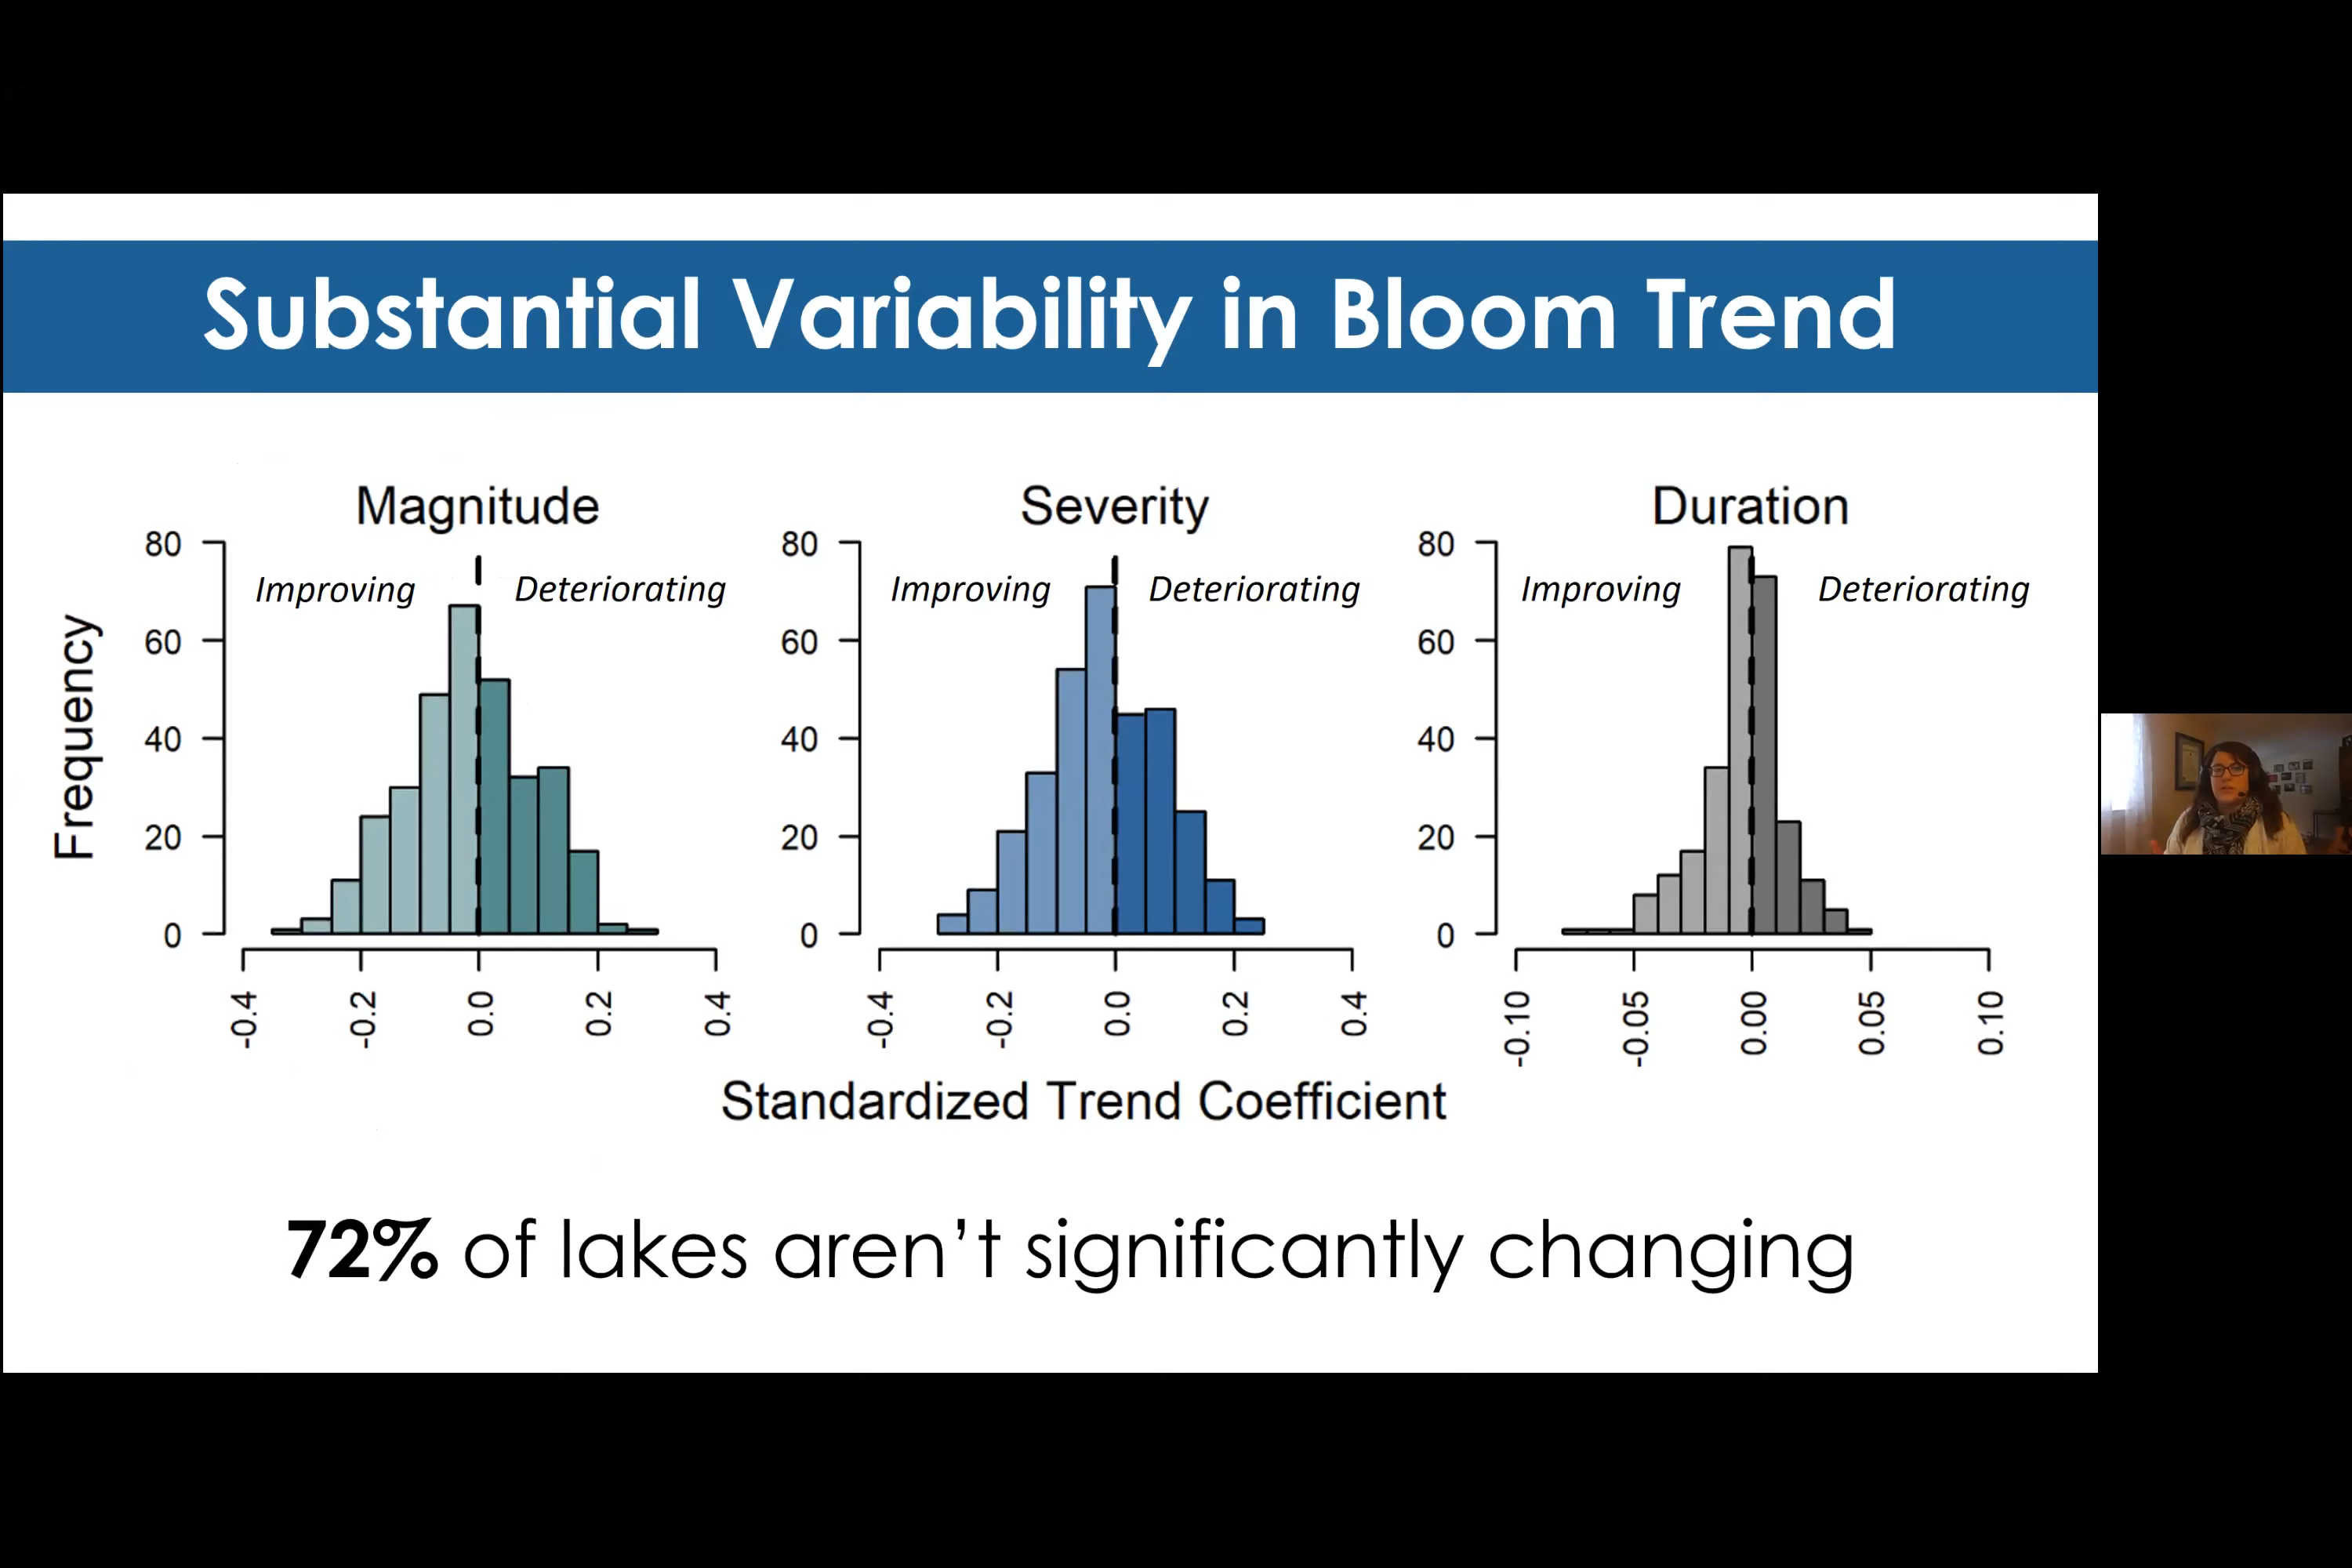 Substantial Variability in Bloom Trend
Magnitude
Severity
Duration
Frequency
80
60
40
20
0
Improving
Deteriorating
-0.4
-0.2
0.0
0.2
0.4
80
60
40
20
0
Improving
Deteriorating
-0.4
-0.2
0.0
0.2
0.4
80
60
40
20
0
Improving
Deteriorating
-0.10
-0.05
0.00
0.05
0.10
Standardized Trend Coefficient
72% of lakes aren’t significantly changing